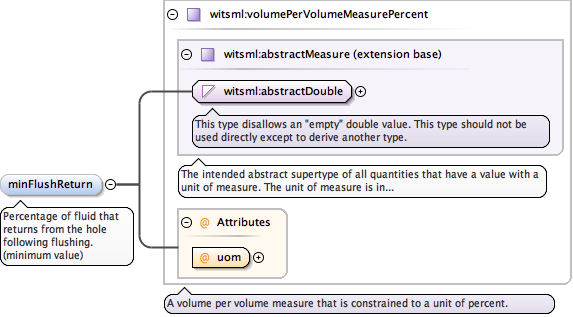 witsml:volumePerVolumeMeasurePercent
witsml:abstractMeasure (extension base)
witsml:abstractDouble
This type disallows an "empty" double value. This type should not be
used directly except to derive another type.
The intended abstract supertype of all quantities that have a value with a
unit of measure. The unit of measure is in...
minFlushReturn
Percentage of fluid that
returns from the hole
following flushing.
(minimum value)
@ Attributes
@ uom
A volume per volume measure that is constrained to a unit of percent.